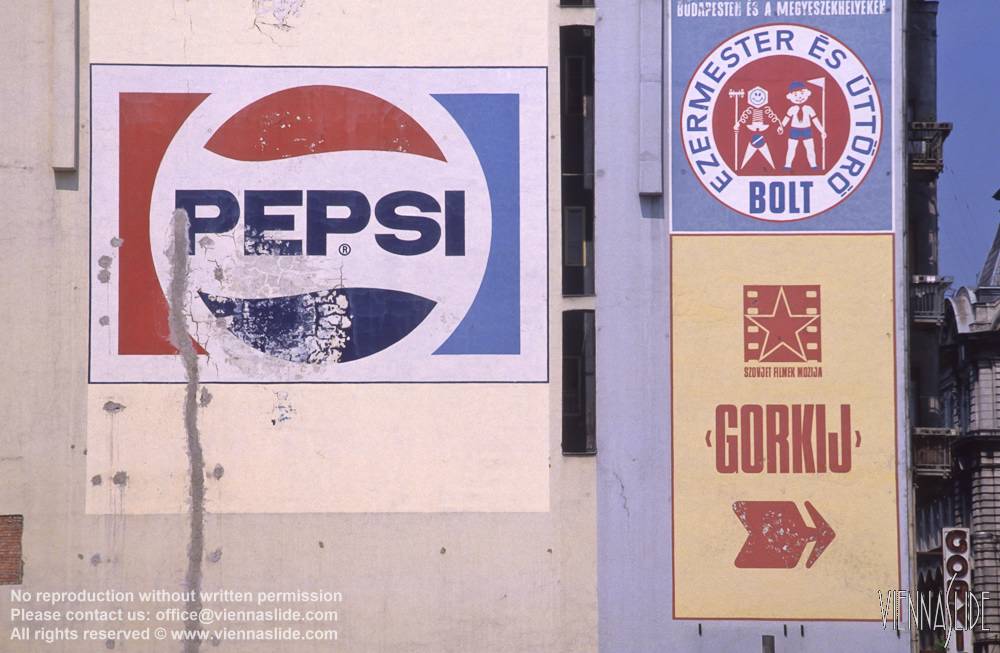 BUDAPESTEN ÉS A MEGYESZÉKHELYEKEN
EZERMESTER ÉS ÚTTÖRŐ
BOLT
PEPSI
®
SZOVJET FILMEK MOZIJA
GORKIJ
GORKIJ
No reproduction without written permission
Please contact us: office@viennaslide.com
All rights reserved © www.viennaslide.com
VIENNASLIDE